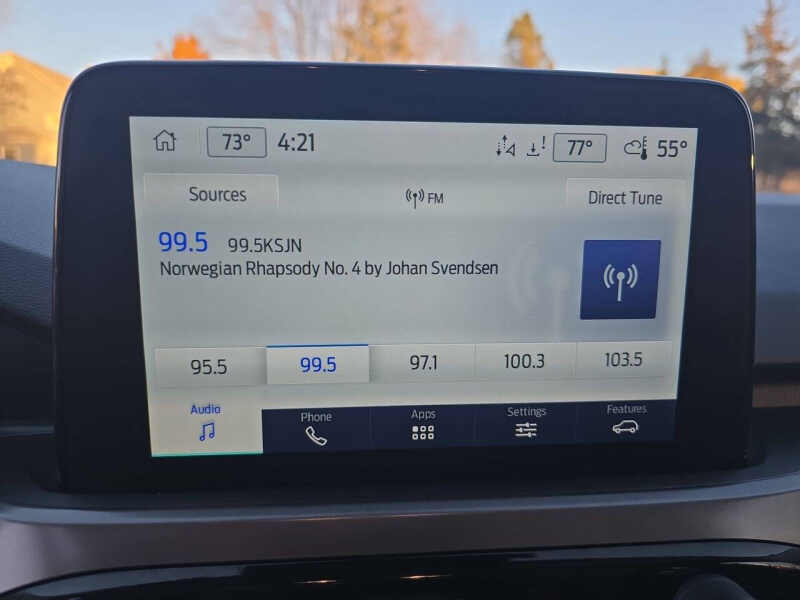 73° 4:21 77° 55°
Sources FM Direct Tune
99.5 99.5KSJN
Norwegian Rhapsody No. 4 by Johan Svendsen
95.5 99.5 97.1 100.3 103.5
Audio Phone Apps Settings Features